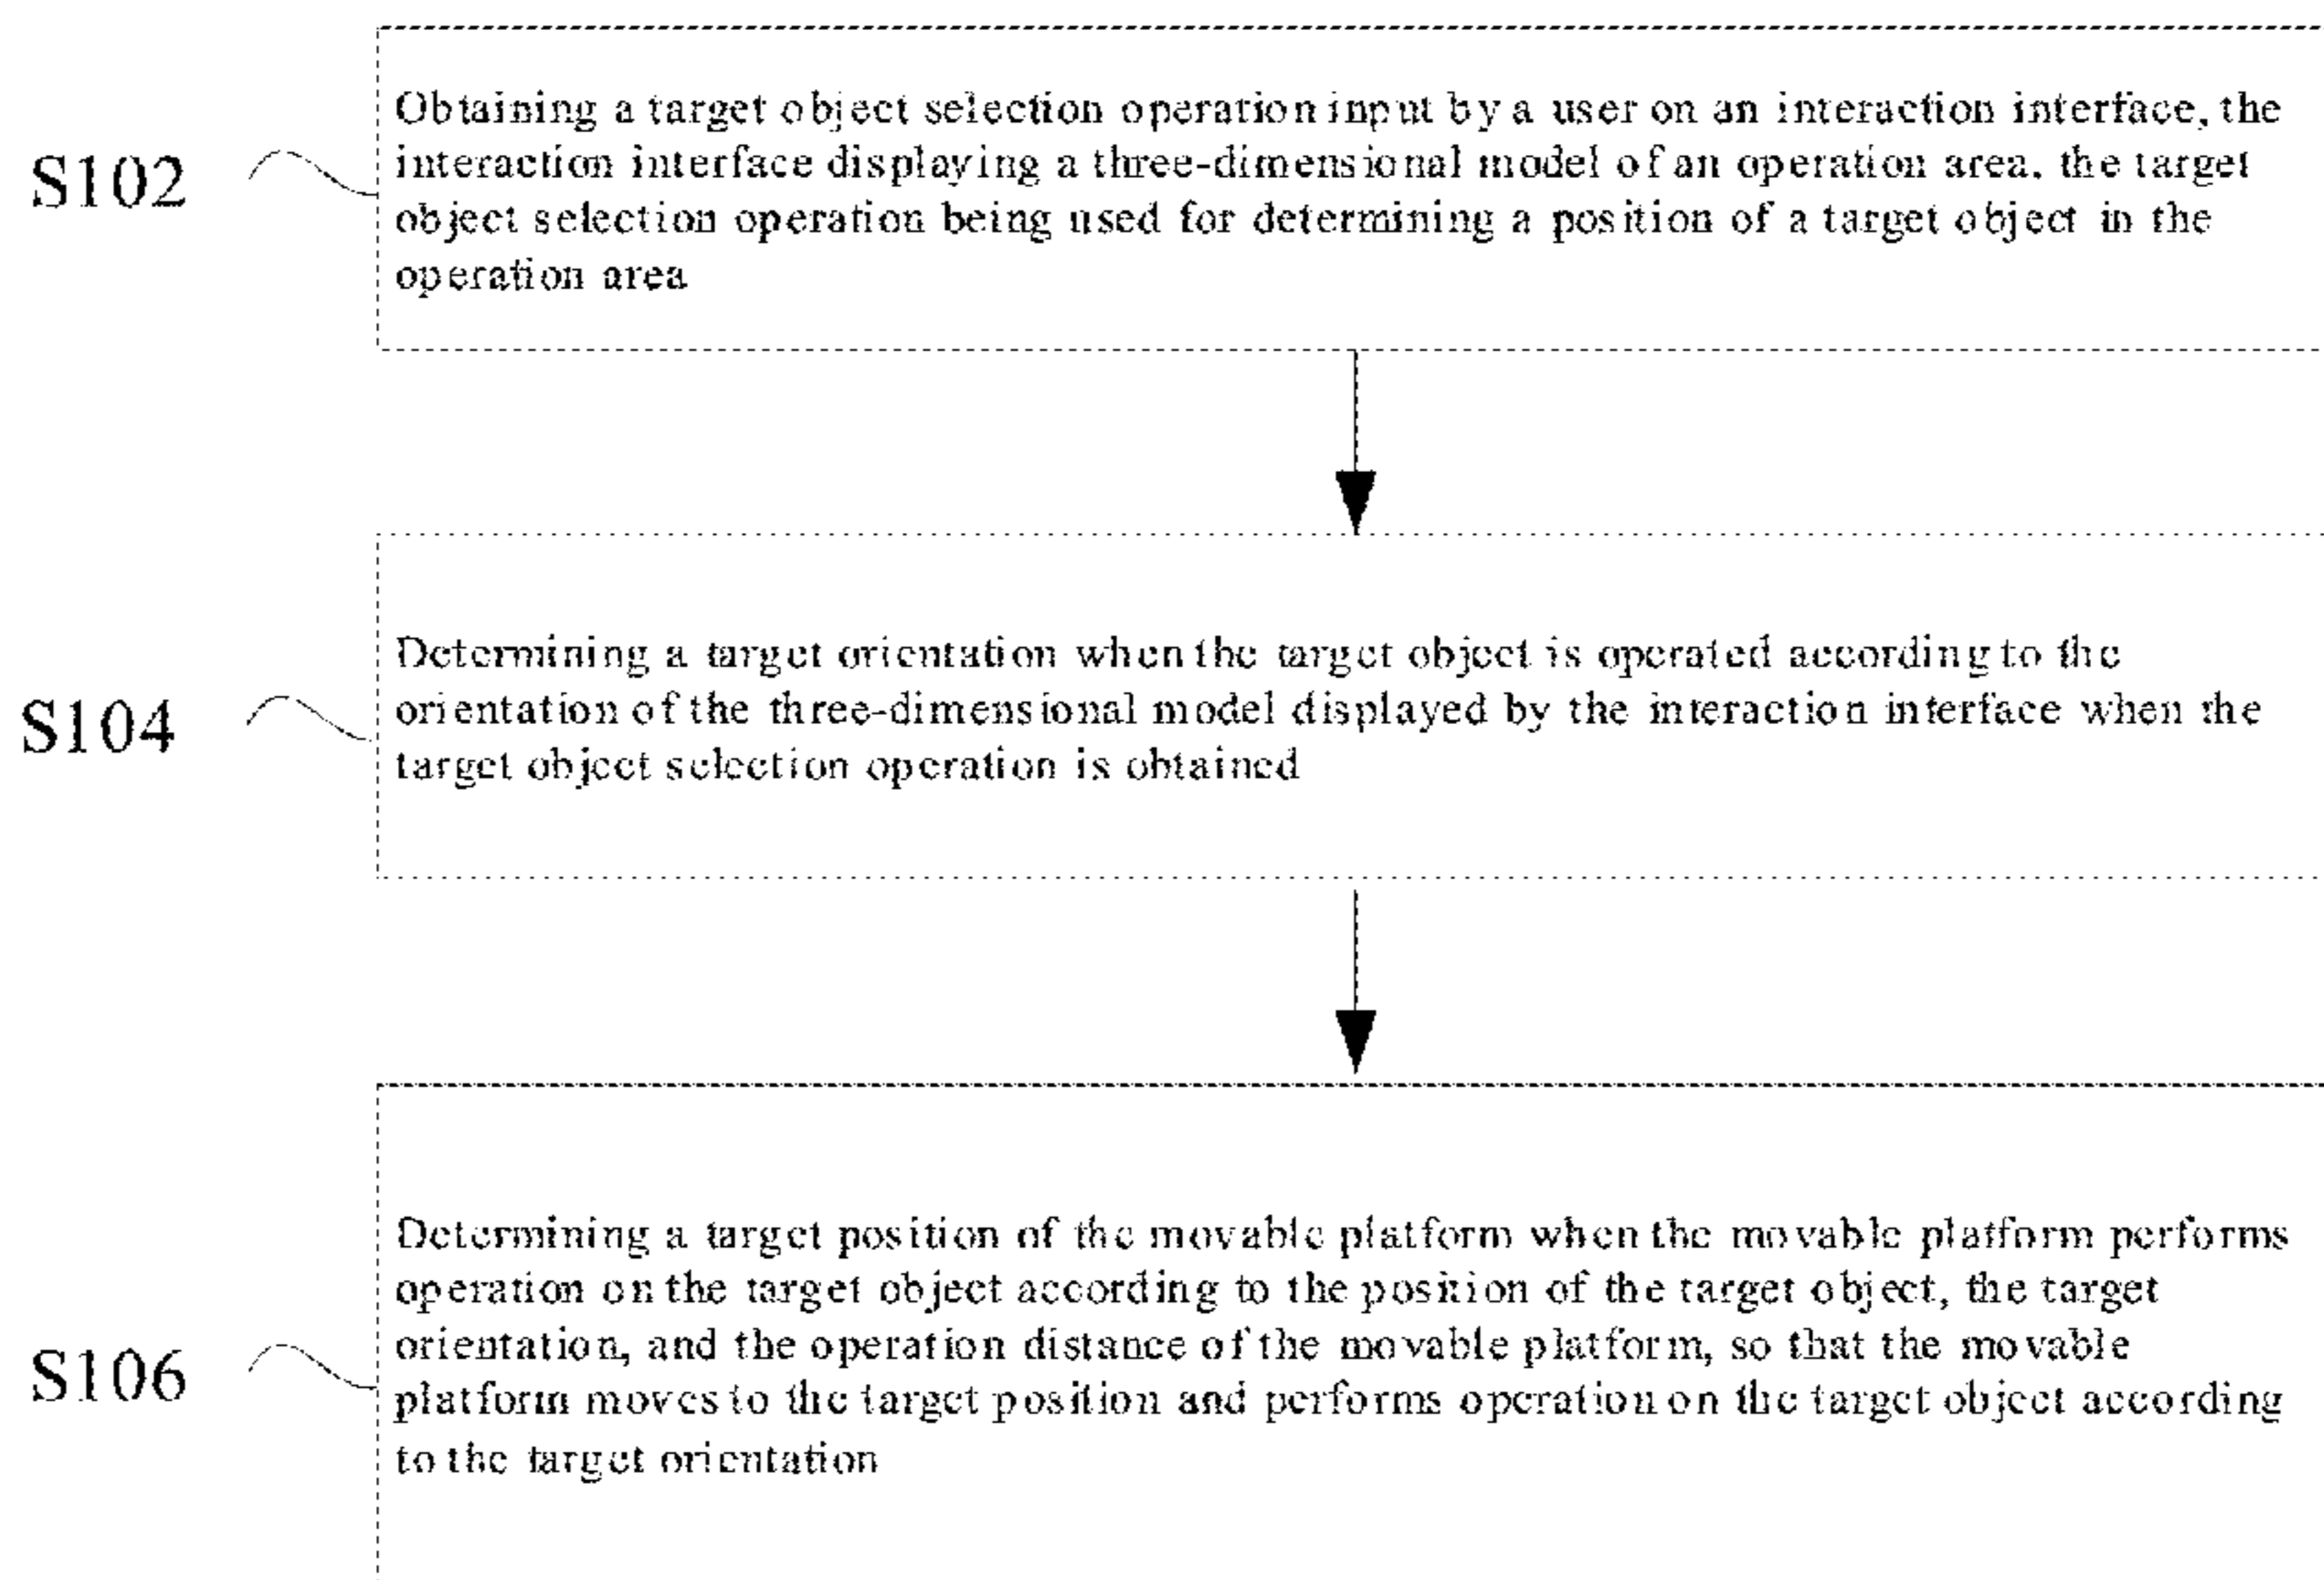 S102
Obtaining a target object selection operation input by a user on an interaction interface, the
interaction interface displaying a three-dimensional model of an operation area, the target
object selection operation being used for determining a position of a target object in the
operation area
S104
Determining a target orientation when the target object is operated according to the
orientation of the three-dimensional model displayed by the interaction interface when the
target object selection operation is obtained
S106
Determining a target position of the movable platform when the movable platform performs
operation on the target object according to the position of the target object, the target
orientation, and the operation distance of the movable platform, so that the movable
platform moves to the target position and performs operation on the target object according
to the target orientation